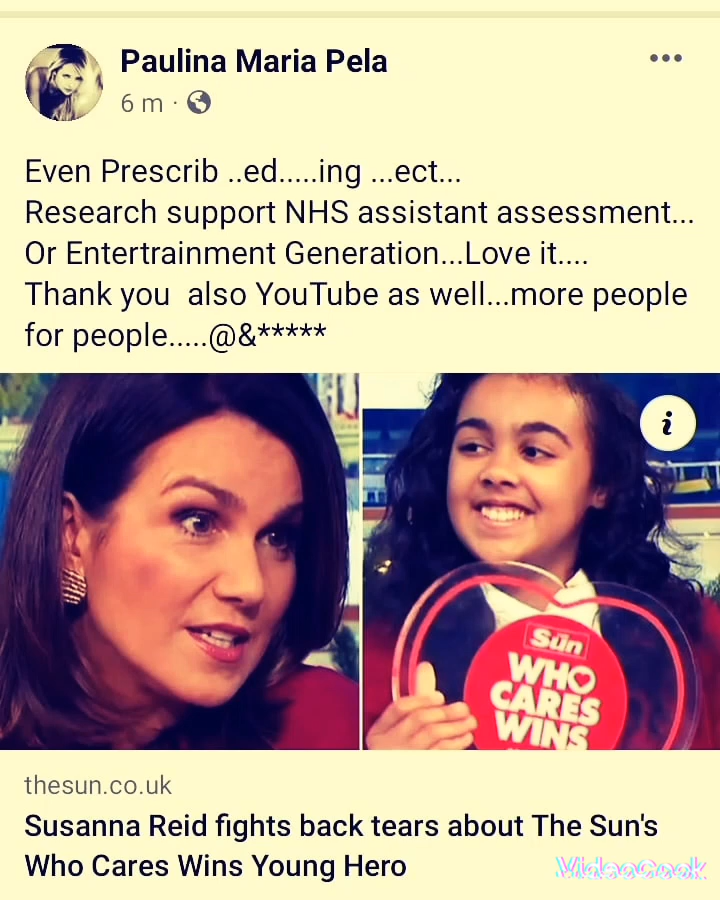 Paulina Maria Pela
6 m ·
Even Prescrib ..ed.....ing ...ect...
Research support NHS assistant assessment...
Or Entertrainment Generation...Love it....
Thank you  also YouTube as well...more people
for people.....@&*****
i
Sun
WHO
CARES
WINS
thesun.co.uk
Susanna Reid fights back tears about The Sun's
Who Cares Wins Young Hero
VideoCook